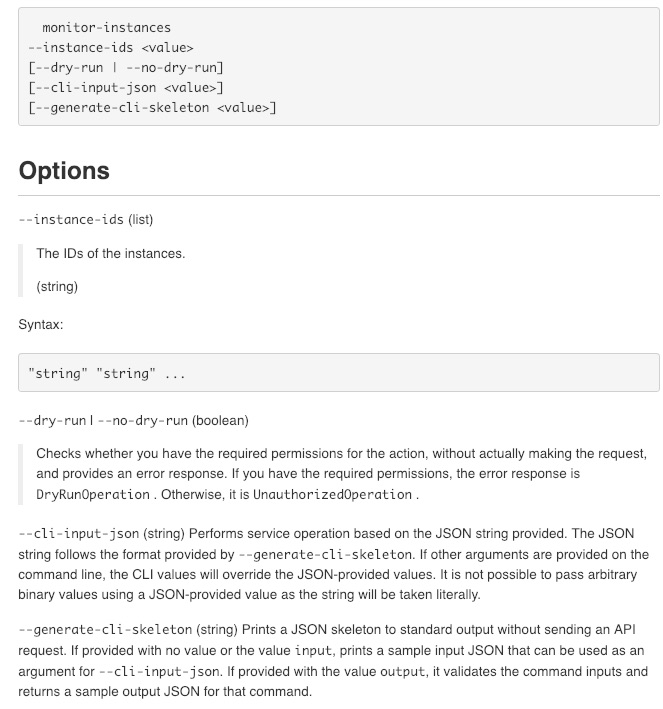 monitor-instances
--instance-ids <value>
[--dry-run | --no-dry-run]
[--cli-input-json <value>]
[--generate-cli-skeleton <value>]
Options
--instance-ids (list)
The IDs of the instances.
(string)
Syntax:
"string" "string" ...
--dry-run | --no-dry-run (boolean)
Checks whether you have the required permissions for the action, without actually making the request,
and provides an error response. If you have the required permissions, the error response is
DryRunOperation . Otherwise, it is UnauthorizedOperation .
--cli-input-json (string) Performs service operation based on the JSON string provided. The JSON
string follows the format provided by --generate-cli-skeleton. If other arguments are provided on the
command line, the CLI values will override the JSON-provided values. It is not possible to pass arbitrary
binary values using a JSON-provided value as the string will be taken literally.
--generate-cli-skeleton (string) Prints a JSON skeleton to standard output without sending an API
request. If provided with no value or the value input, prints a sample input JSON that can be used as an
argument for --cli-input-json. If provided with the value output, it validates the command inputs and
returns a sample output JSON for that command.